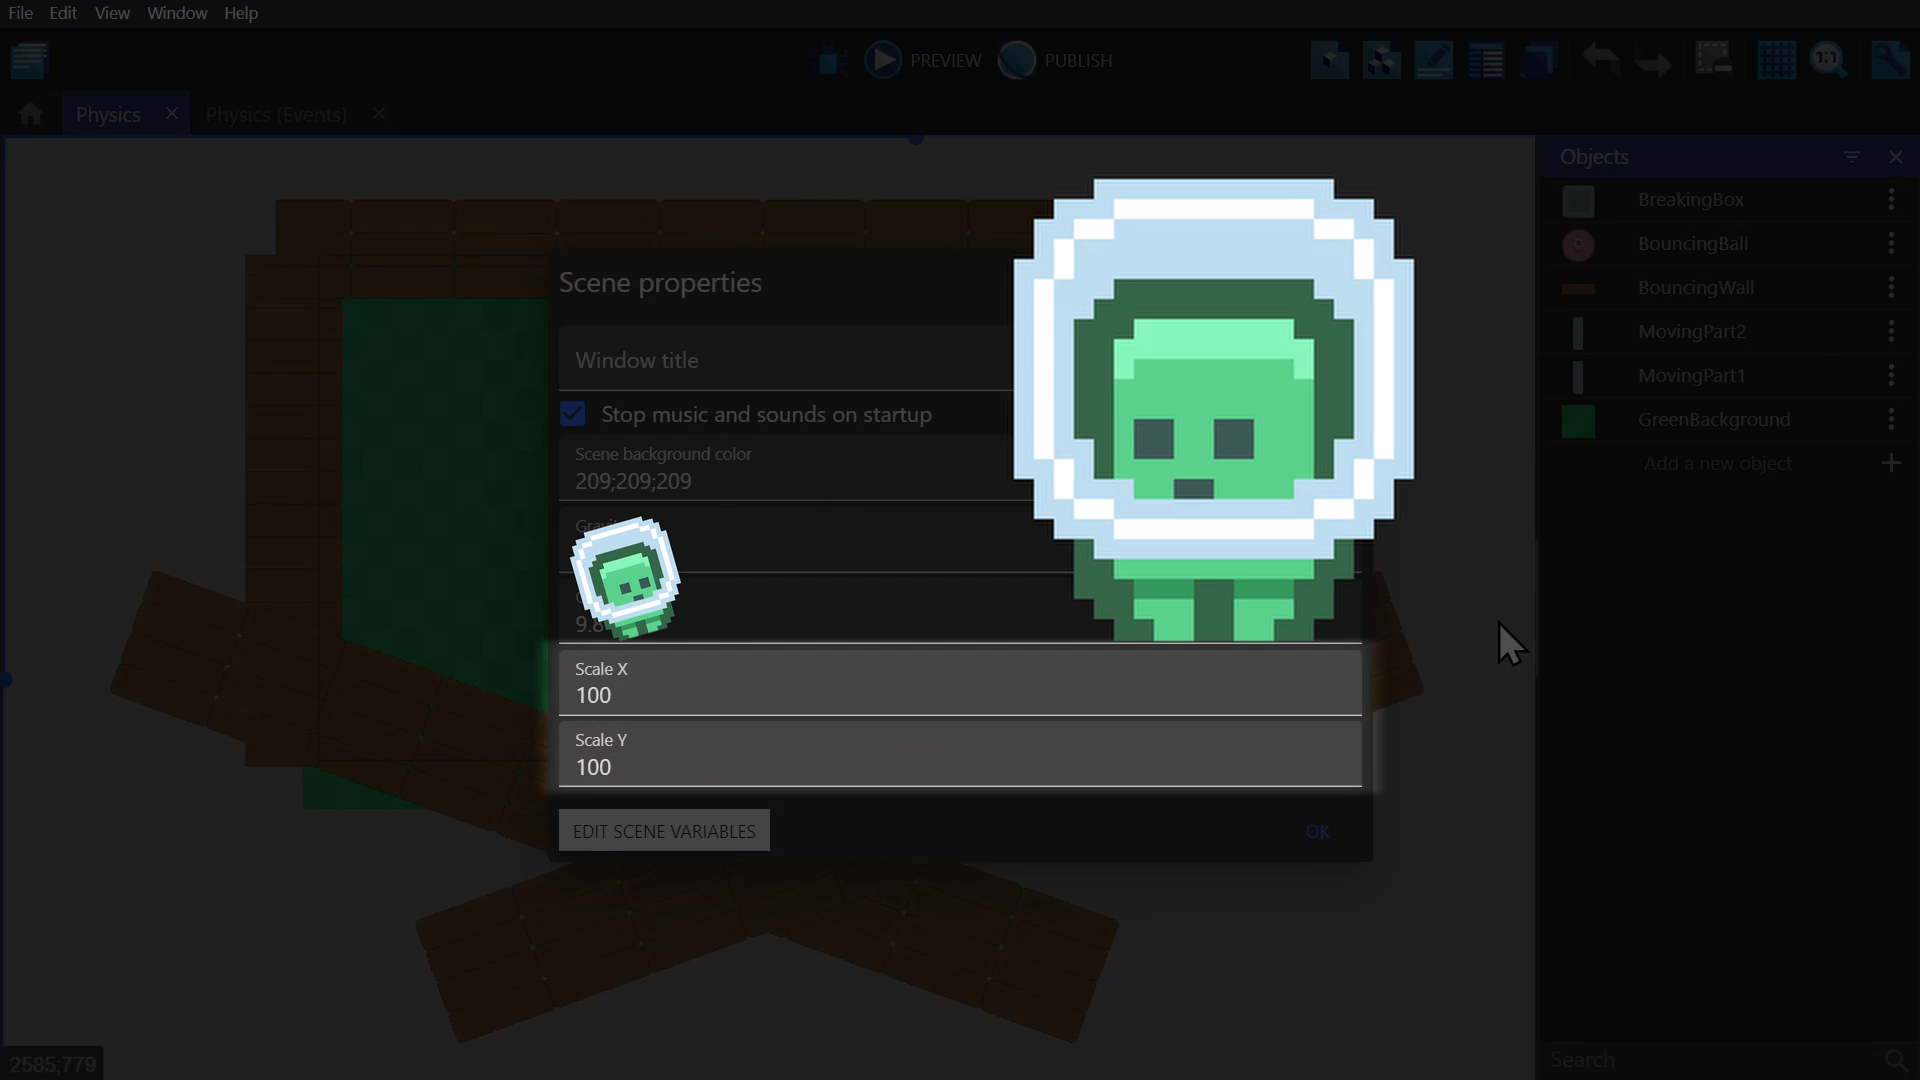 File Edit View Window Help
PREVIEW PUBLISH 1:1
Physics Physics (Events)
Objects
BreakingBox
BouncingBall
BouncingWall
MovingPart2
MovingPart1
GreenBackground
Add a new object
Scene properties
Window title
Stop music and sounds on startup
Scene background color
209;209;209
Scale X
100
Scale Y
100
EDIT SCENE VARIABLES OK
2585;779
Search